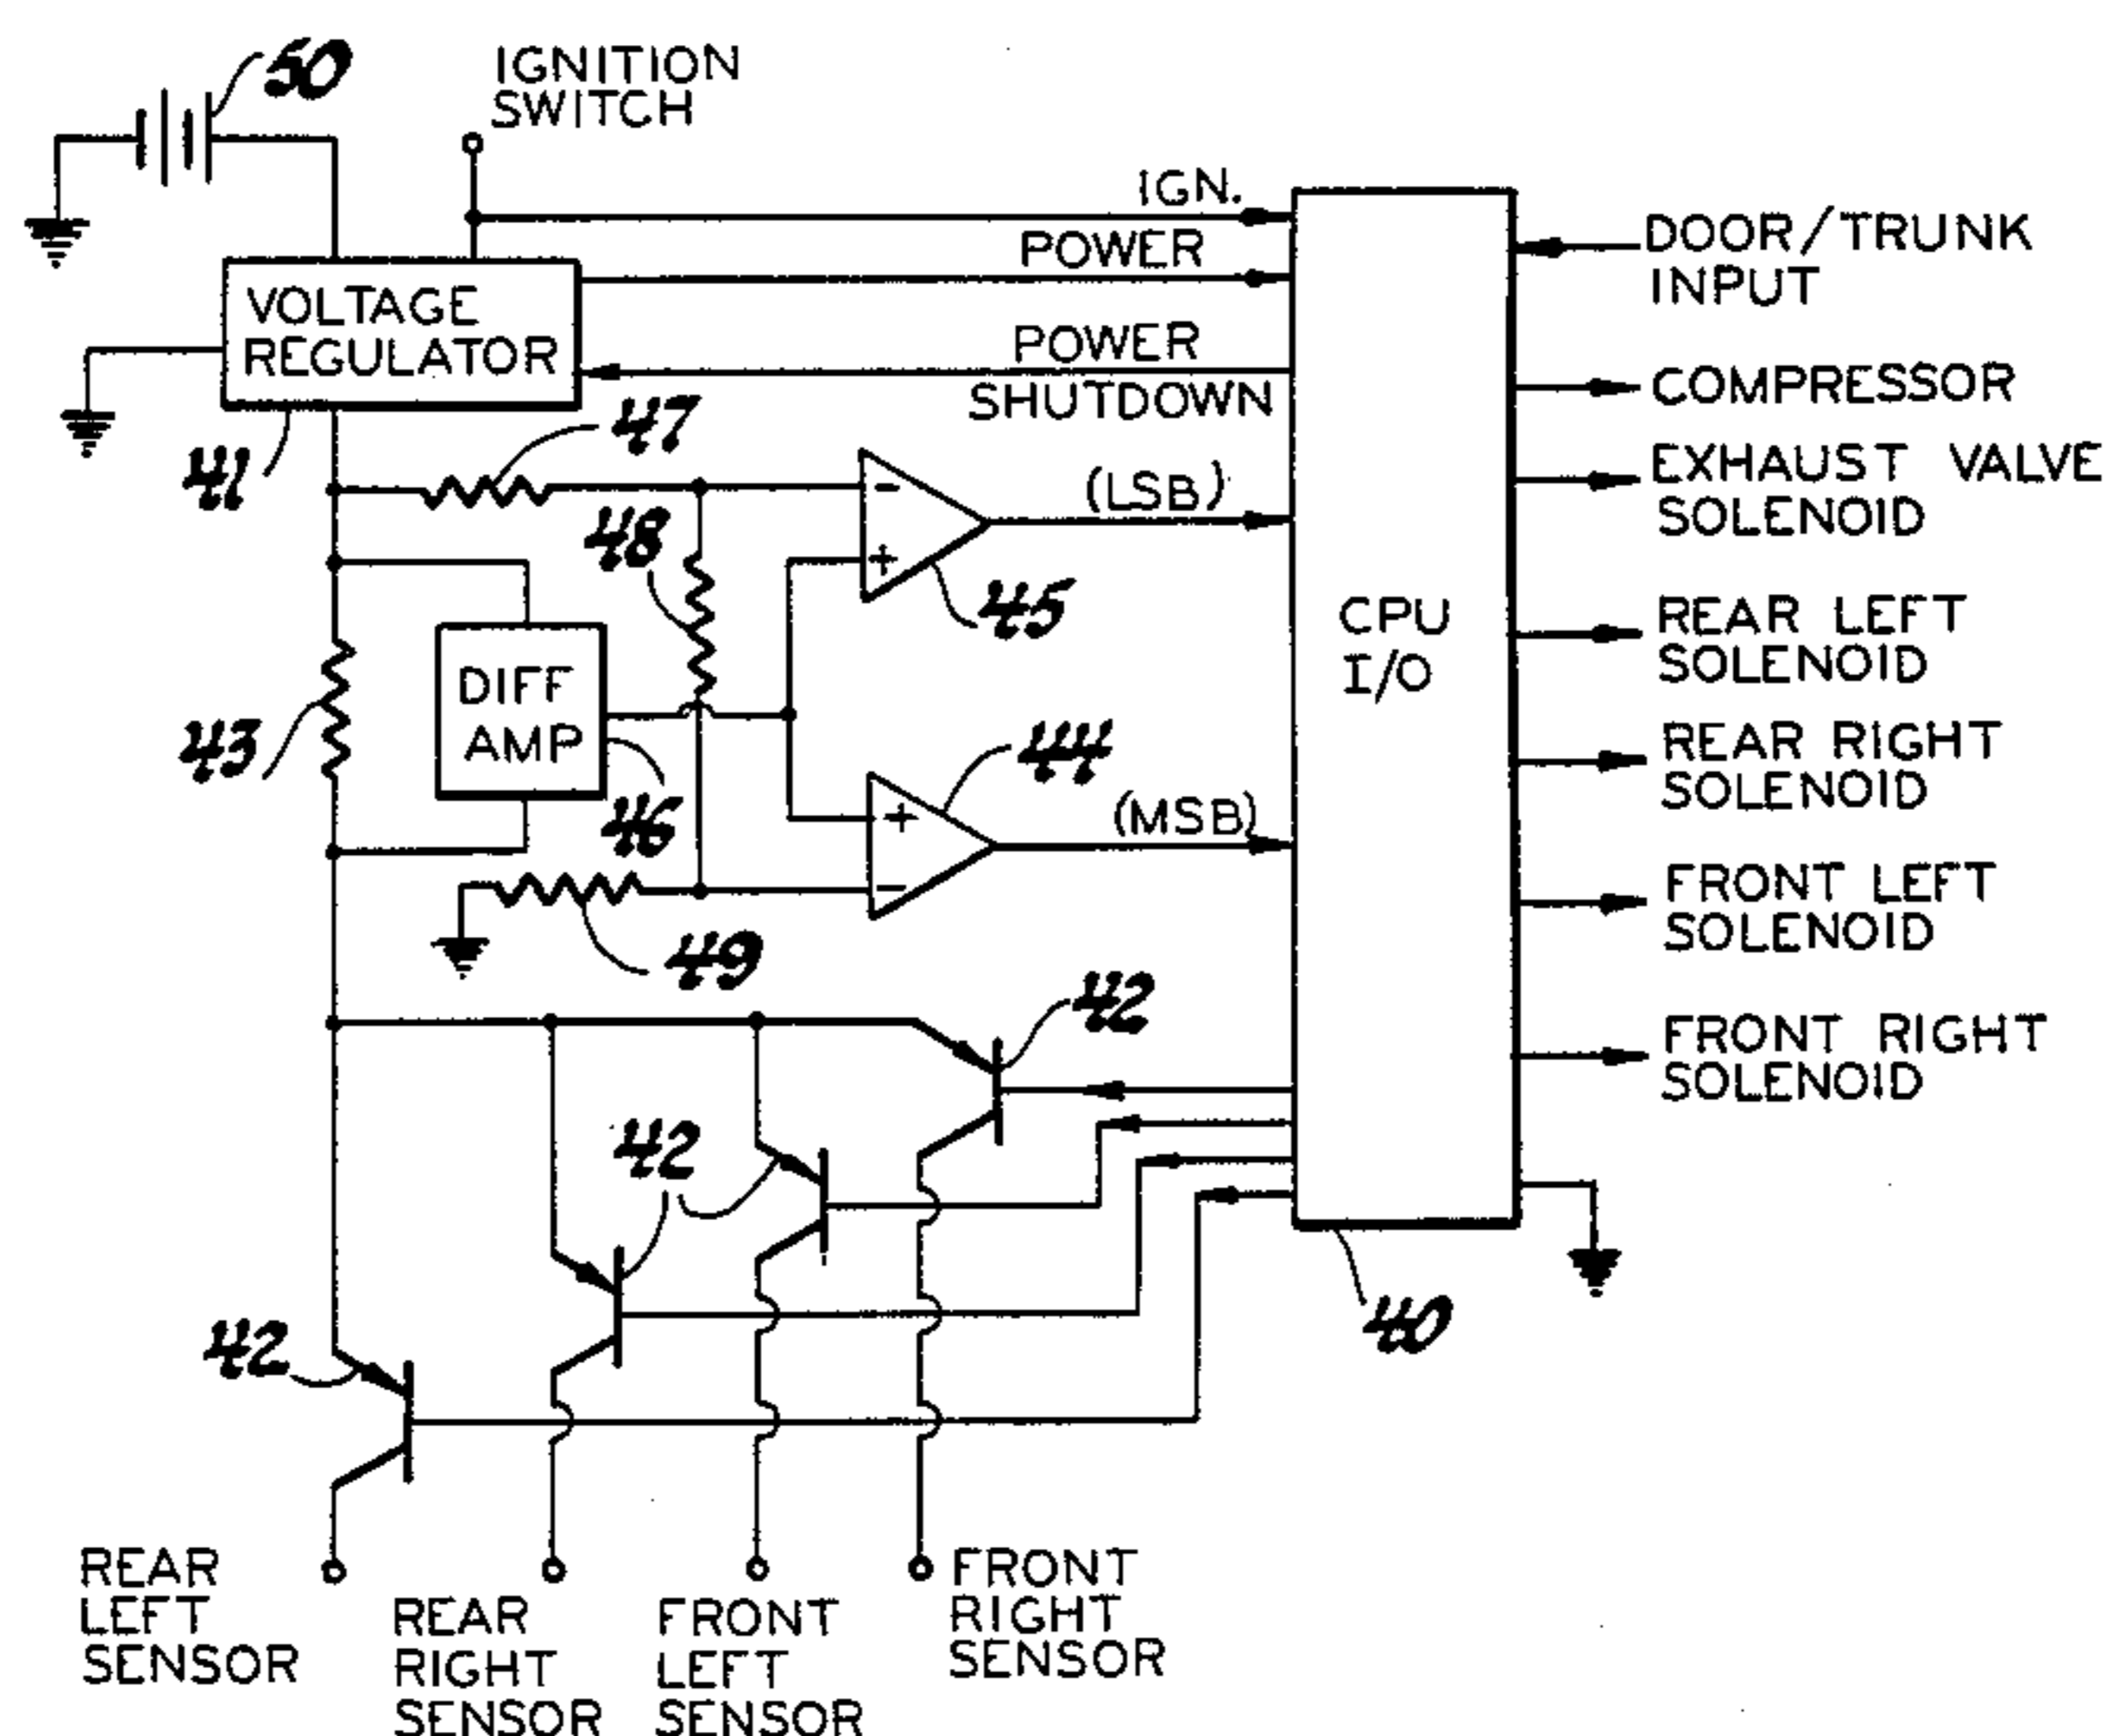 50
IGNITION
SWITCH
IGN.
POWER
DOOR/TRUNK
INPUT
VOLTAGE
REGULATOR
POWER
SHUTDOWN
COMPRESSOR
41
47
(LSB)
EXHAUST VALVE
SOLENOID
48
-
+
45
CPU
I/O
REAR LEFT
SOLENOID
43
DIFF
AMP
46
44
REAR RIGHT
SOLENOID
+
-
(MSB)
FRONT LEFT
SOLENOID
49
42
FRONT RIGHT
SOLENOID
42
42
40
REAR
LEFT
SENSOR
REAR
RIGHT
SENSOR
FRONT
LEFT
SENSOR
FRONT
RIGHT
SENSOR